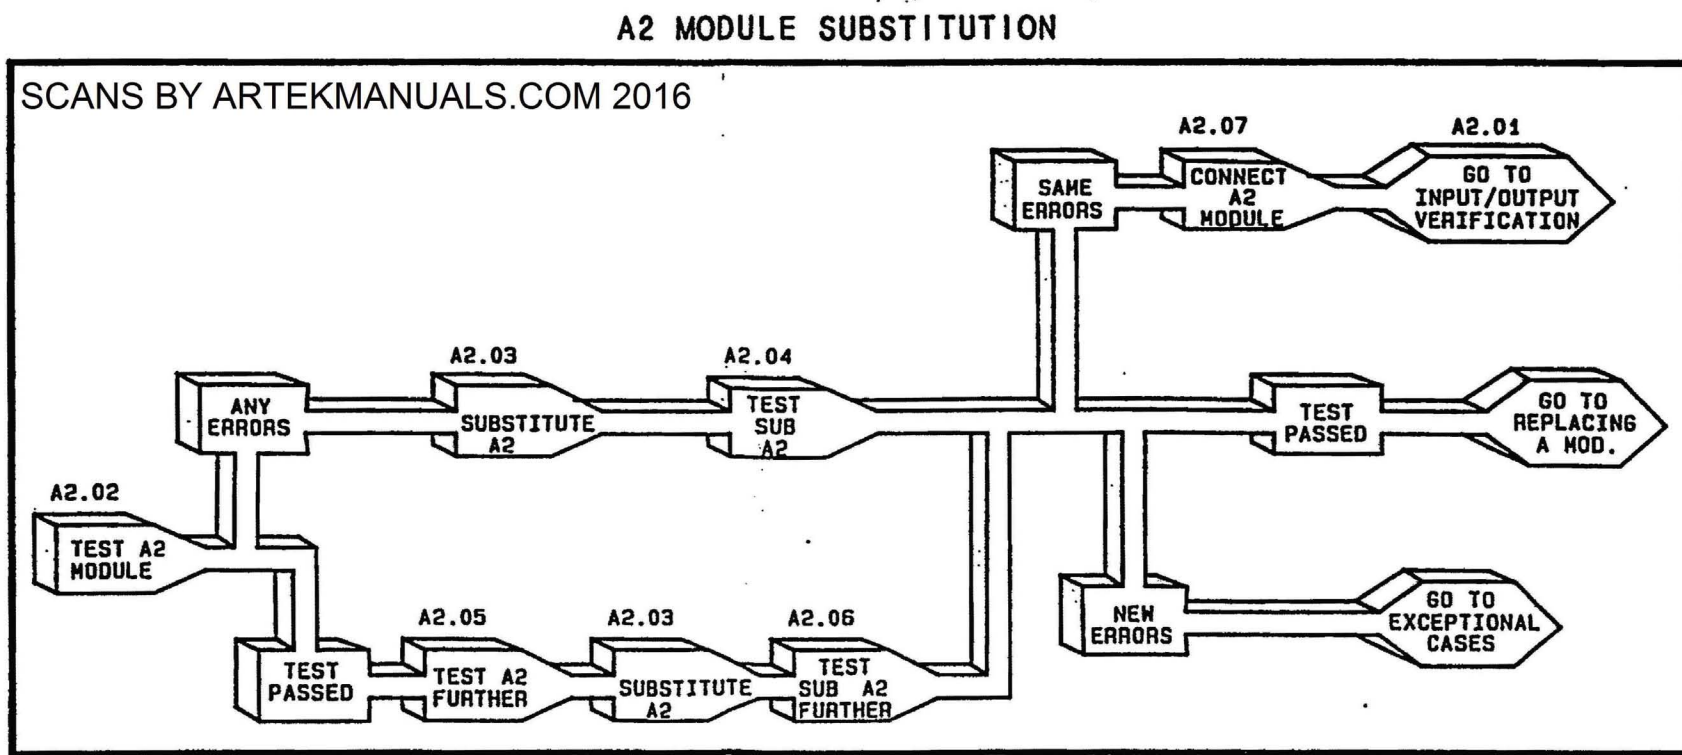 A2 MODULE SUBSTITUTION
SCANS BY ARTEKMANUALS.COM 2016
A2.07
A2.01
SAME
ERRORS
CONNECT
A2
MODULE
GO TO
INPUT/OUTPUT
VERIFICATION
A2.03
A2.04
ANY
ERRORS
SUBSTITUTE
A2
TEST
SUB
A2
TEST
PASSED
GO TO
REPLACING
A MOD.
A2.02
TEST A2
MODULE
A2.05
A2.03
A2.06
TEST
PASSED
TEST A2
FURTHER
SUBSTITUTE
A2
TEST
SUB A2
FURTHER
NEW
ERRORS
GO TO
EXCEPTIONAL
CASES